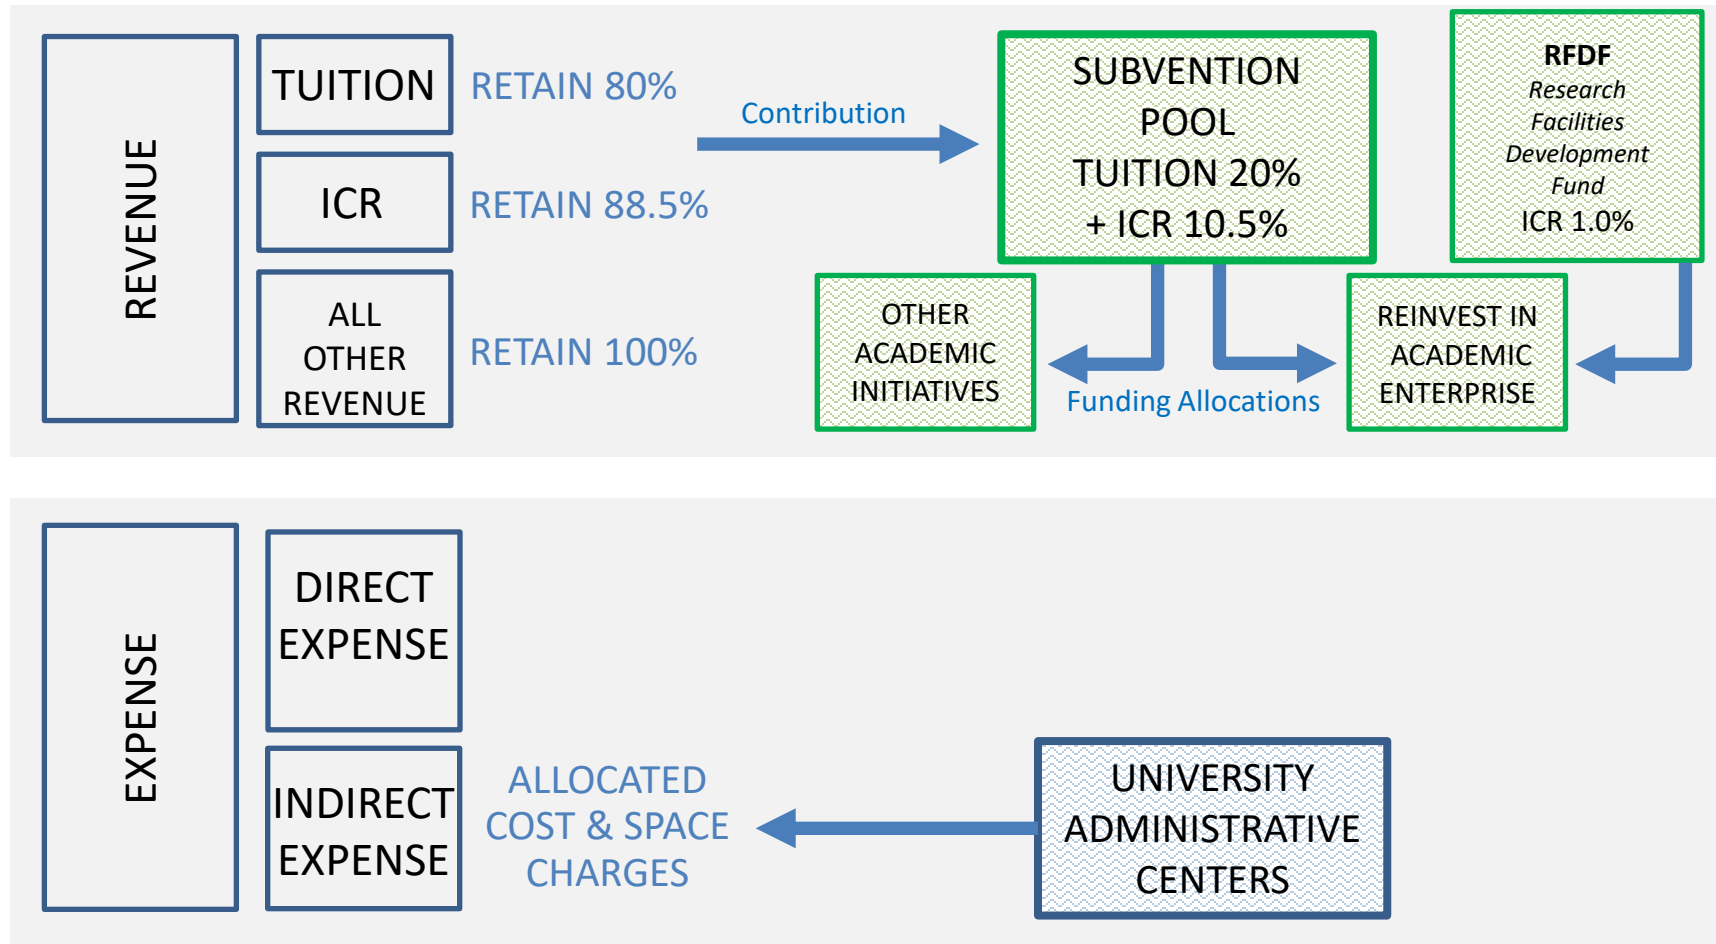 REVENUE
TUITION
RETAIN 80%
ICR
RETAIN 88.5%
ALL
OTHER
REVENUE
RETAIN 100%
Contribution
SUBVENTION
POOL
TUITION 20%
+ ICR 10.5%
RFDF
Research
Facilities
Development
Fund
ICR 1.0%
OTHER
ACADEMIC
INITIATIVES
Funding Allocations
REINVEST IN
ACADEMIC
ENTERPRISE
EXPENSE
DIRECT
EXPENSE
INDIRECT
EXPENSE
ALLOCATED
COST & SPACE
CHARGES
UNIVERSITY
ADMINISTRATIVE
CENTERS